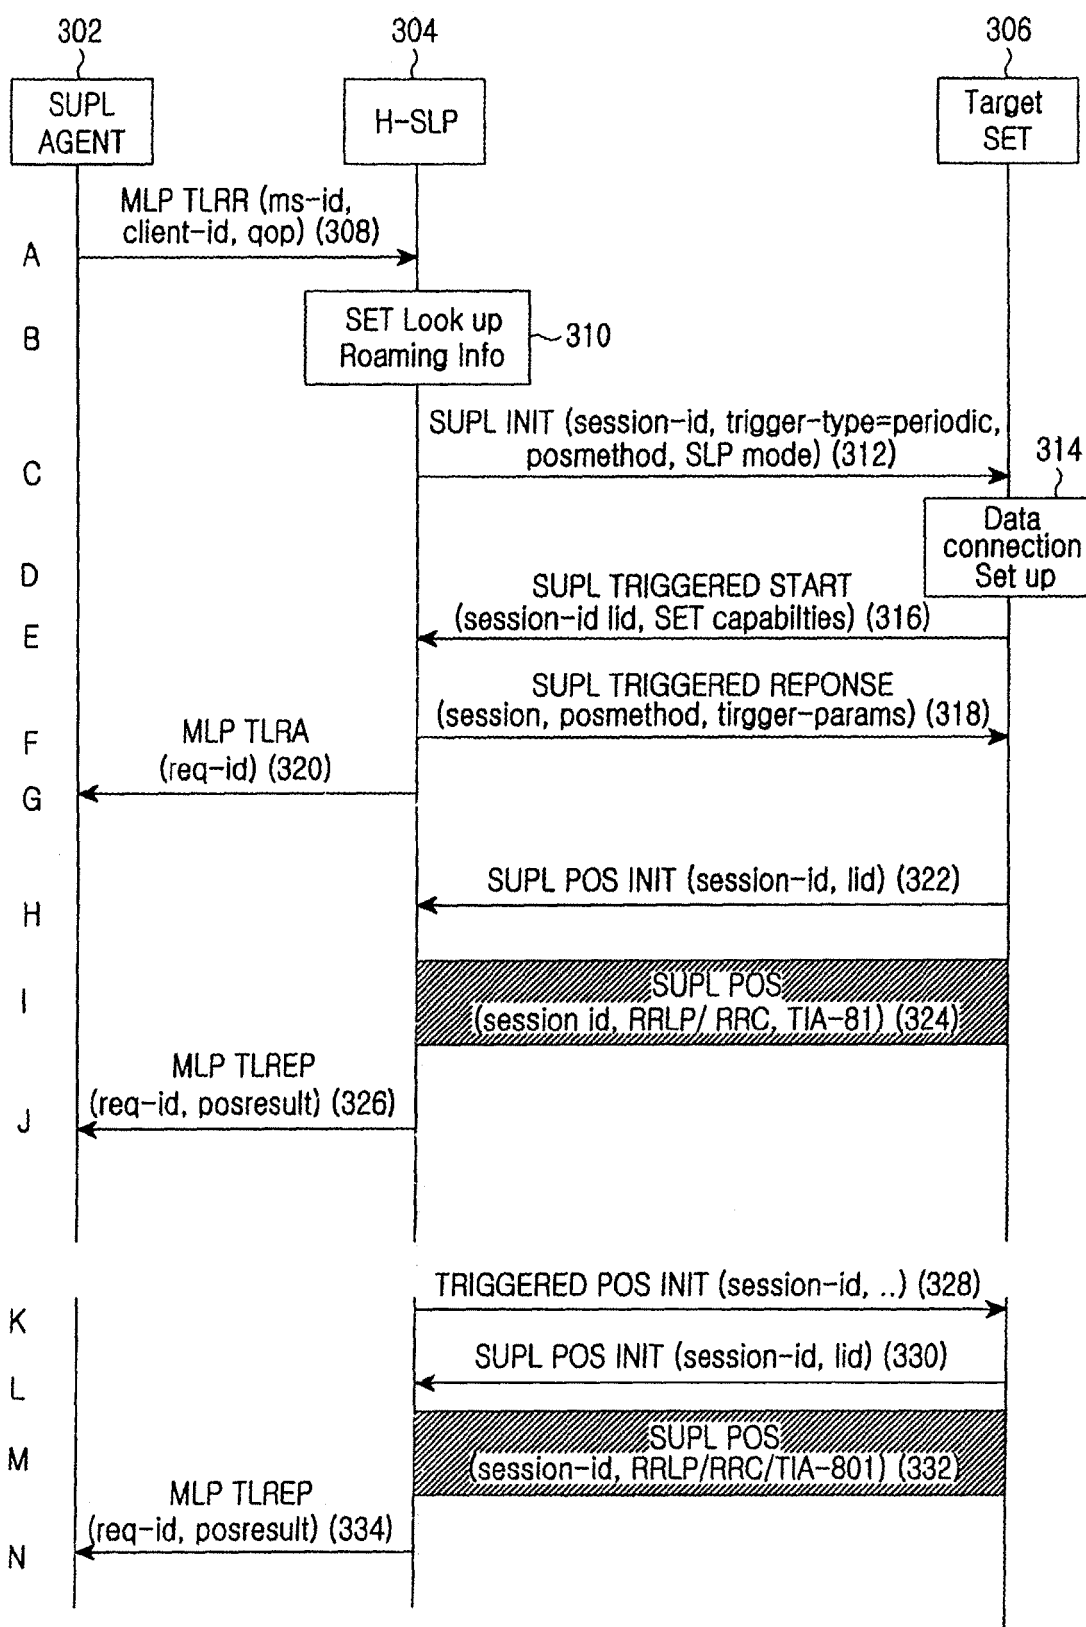 302
304
306
SUPL
AGENT
H-SLP
Target
SET
MLP TLRR (ms-id,
client-id, qop) (308)
A
SET Look up
Roaming Info
310
B
SUPL INIT (session-id, trigger-type=periodic,
posmethod, SLP mode) (312)
C
314
Data
connection
Set up
D
SUPL TRIGGERED START
(session-id lid, SET capabilties) (316)
E
SUPL TRIGGERED REPONSE
(session, posmethod, tirgger-params) (318)
F
MLP TLRA
(req-id) (320)
G
SUPL POS INIT (session-id, lid) (322)
H
SUPL POS
(session id, RRLP/ RRC, TIA-81) (324)
I
MLP TLREP
(req-id, posresult) (326)
J
TRIGGERED POS INIT (session-id, ..) (328)
K
SUPL POS INIT (session-id, lid) (330)
L
SUPL POS
(session-id, RRLP/RRC/TIA-801) (332)
M
MLP TLREP
(req-id, posresult) (334)
N